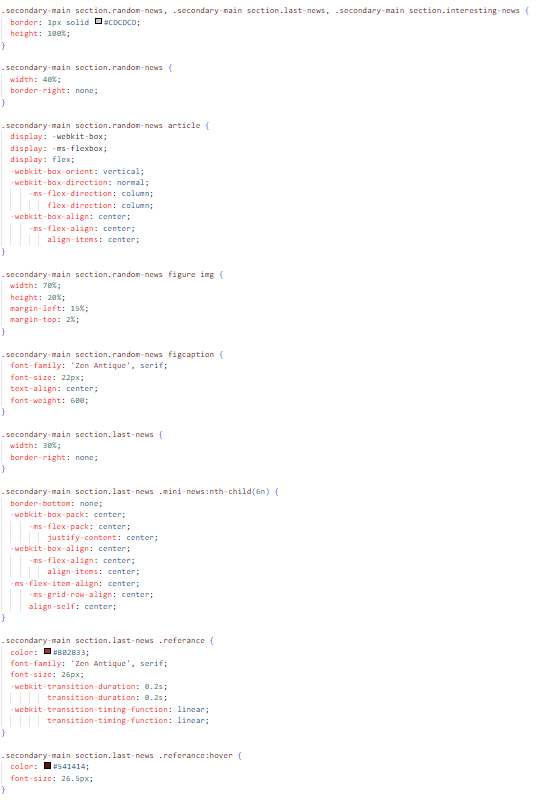 .secondary-main section.random-news, .secondary-main section.last-news, .secondary-main section.interesting-news {
border: 1px solid #CDCDCD;
height: 100%;
}
.secondary-main section.random-news {
width: 40%;
border-right: none;
}
.secondary-main section.random-news article {
display: -webkit-box;
display: -ms-flexbox;
display: flex;
-webkit-box-orient: vertical;
-webkit-box-direction: normal;
-ms-flex-direction: column;
flex-direction: column;
-webkit-box-align: center;
-ms-flex-align: center;
align-items: center;
}
.secondary-main section.random-news figure img {
width: 70%;
height: 20%;
margin-left: 15%;
margin-top: 2%;
}
.secondary-main section.random-news figcaption {
font-family: 'Zen Antique', serif;
font-size: 22px;
text-align: center;
font-weight: 600;
}
.secondary-main section.last-news {
width: 30%;
border-right: none;
}
.secondary-main section.last-news .mini-news:nth-child(6n) {
border-bottom: none;
-webkit-box-pack: center;
-ms-flex-pack: center;
justify-content: center;
-webkit-box-align: center;
-ms-flex-align: center;
align-items: center;
-ms-flex-item-align: center;
-ms-grid-row-align: center;
align-self: center;
}
.secondary-main section.last-news .referance {
color: #802B33;
font-family: 'Zen Antique', serif;
font-size: 26px;
-webkit-transition-duration: 0.2s;
transition-duration: 0.2s;
-webkit-transition-timing-function: linear;
transition-timing-function: linear;
}
.secondary-main section.last-news .referance:hover {
color: #541414;
font-size: 26.5px;
}